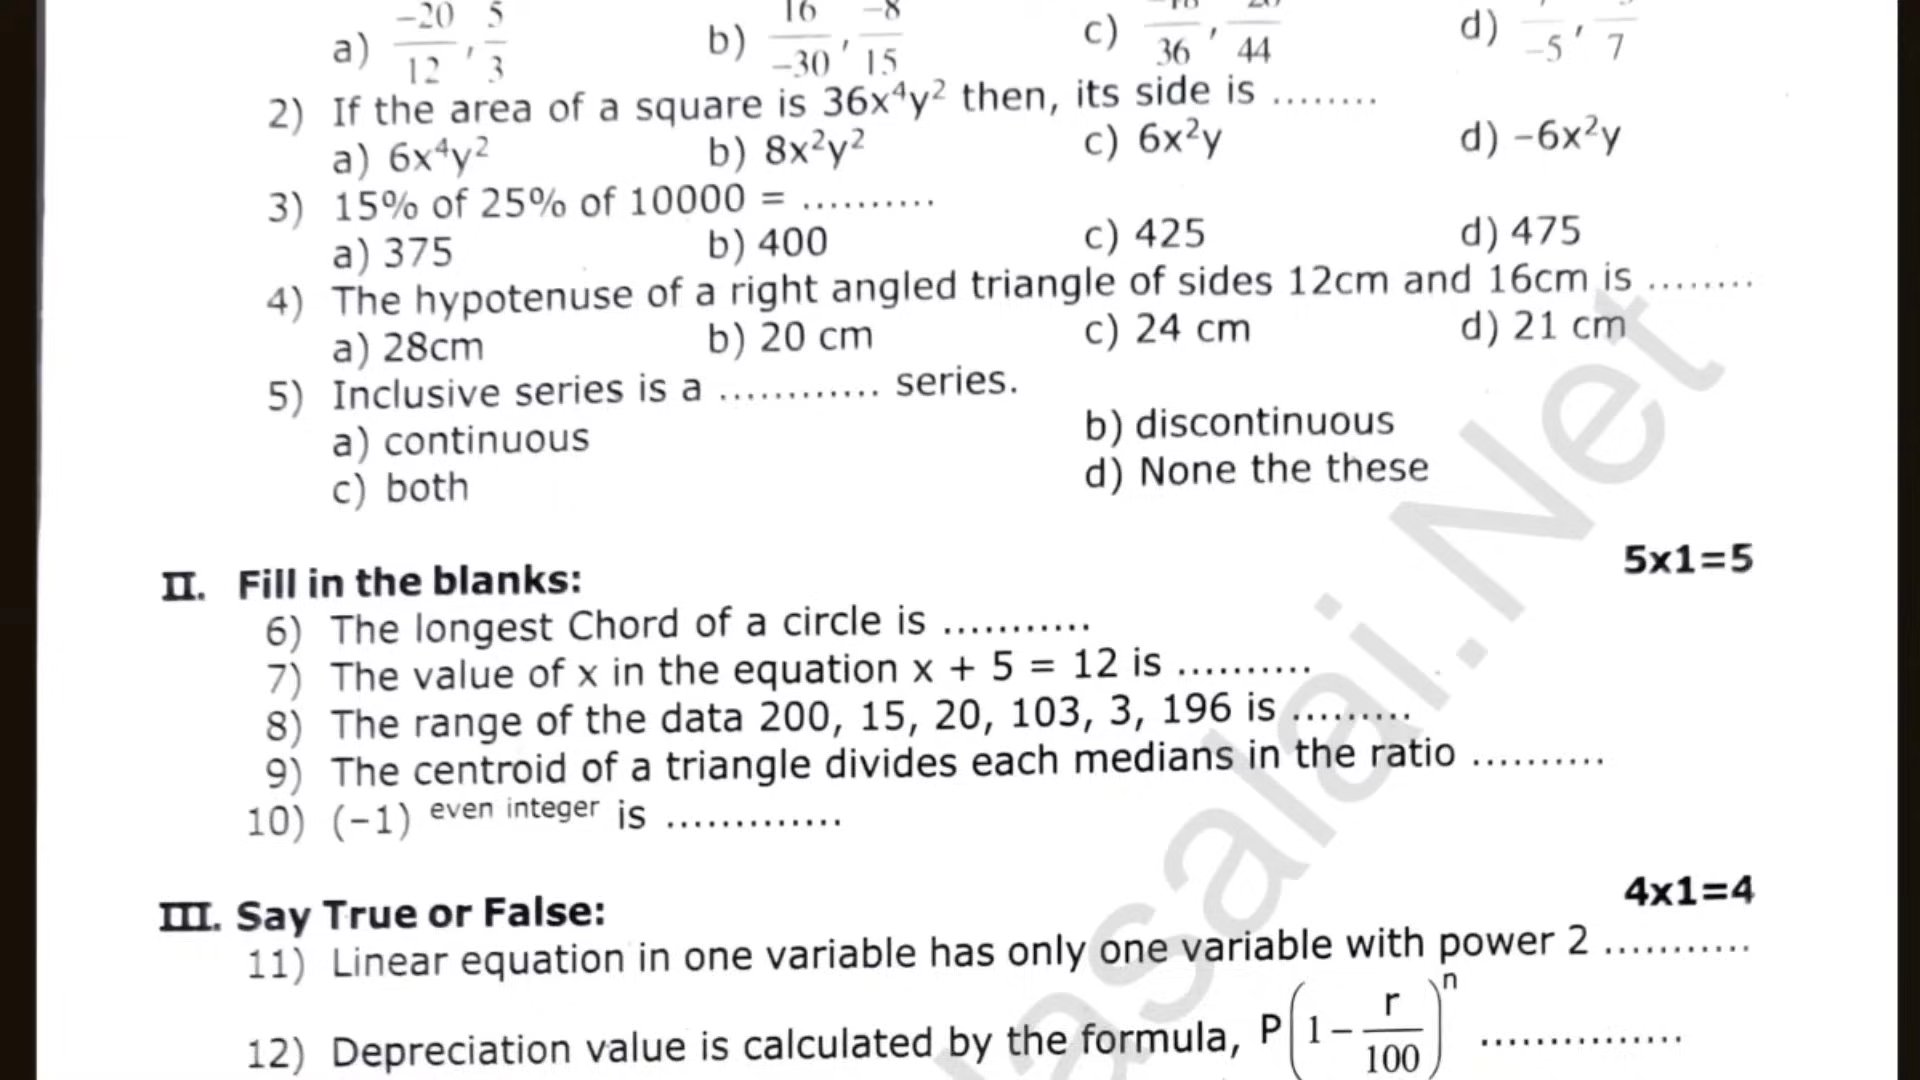 a) -20/12 , 5/3 b) 16/-30 , -8/15 c) 36 , 44 d) -5 , 7
2) If the area of a square is 36x⁴y² then, its side is ........
a) 6x⁴y² b) 8x²y² c) 6x²y d) -6x²y
3) 15% of 25% of 10000 = ..........
a) 375 b) 400 c) 425 d) 475
4) The hypotenuse of a right angled triangle of sides 12cm and 16cm is ........
a) 28cm b) 20 cm c) 24 cm d) 21 cm
5) Inclusive series is a ............ series.
a) continuous b) discontinuous
c) both d) None the these
II. Fill in the blanks: 5x1=5
6) The longest Chord of a circle is ...........
7) The value of x in the equation x + 5 = 12 is ..........
8) The range of the data 200, 15, 20, 103, 3, 196 is .........
9) The centroid of a triangle divides each medians in the ratio ..........
10) (-1) even integer is .............
III. Say True or False: 4x1=4
11) Linear equation in one variable has only one variable with power 2 ...........
12) Depreciation value is calculated by the formula, P(1 - r/100)ⁿ ...............
asalai.Net